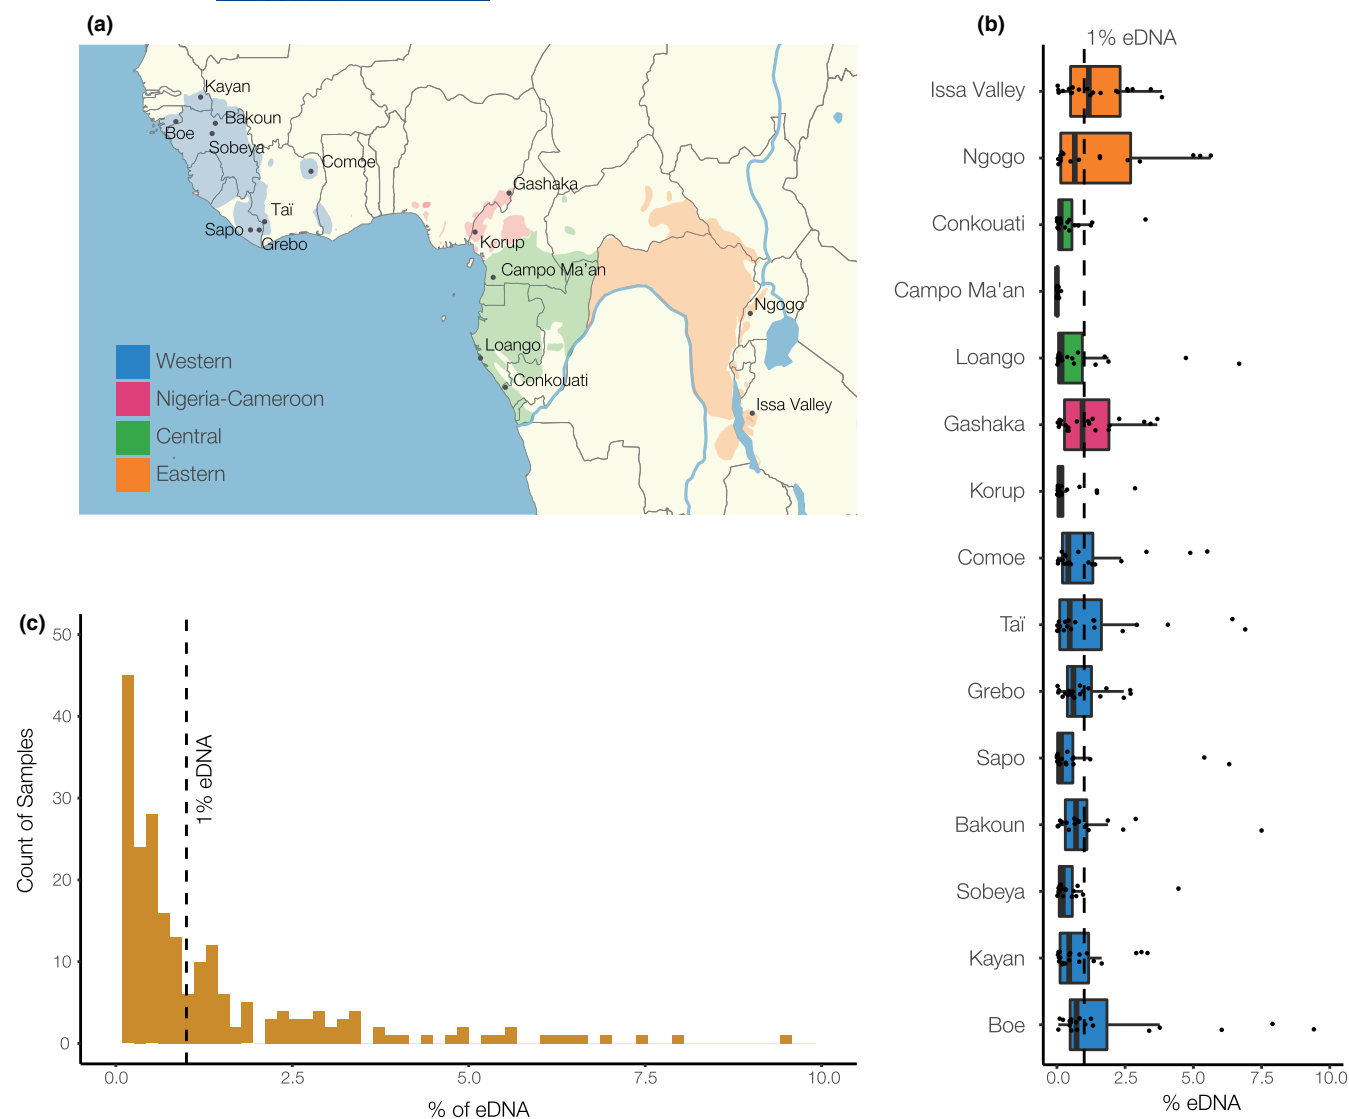 (a)
Kayan
Bakoun
Boe
Sobeya
Comoe
Taï
Sapo
Grebo
Gashaka
Korup
Campo Ma'an
Ngogo
Loango
Conkouati
Issa Valley
Western
Nigeria-Cameroon
Central
Eastern
(b)
1% eDNA
Issa Valley
Ngogo
Conkouati
Campo Ma'an
Loango
Gashaka
Korup
Comoe
Taï
Grebo
Sapo
Bakoun
Sobeya
Kayan
Boe
0.0 2.5 5.0 7.5 10.0
% eDNA
(c)
50
40
30
20
10
0
Count of Samples
1% eDNA
0.0 2.5 5.0 7.5 10.0
% of eDNA